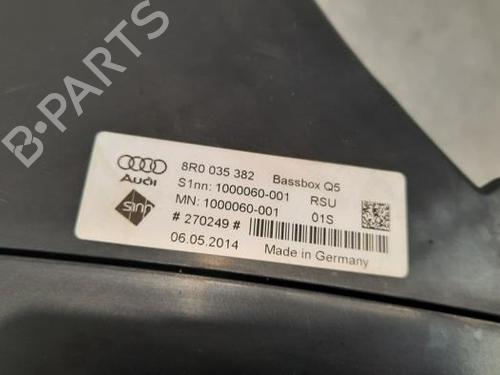 B-PARTS
Audi
8R0 035 382 Bassbox Q5
S1nn: 1000060-001 RSU
MN: 1000060-001 01S
s1nn
# 270249 #
06.05.2014 Made in Germany